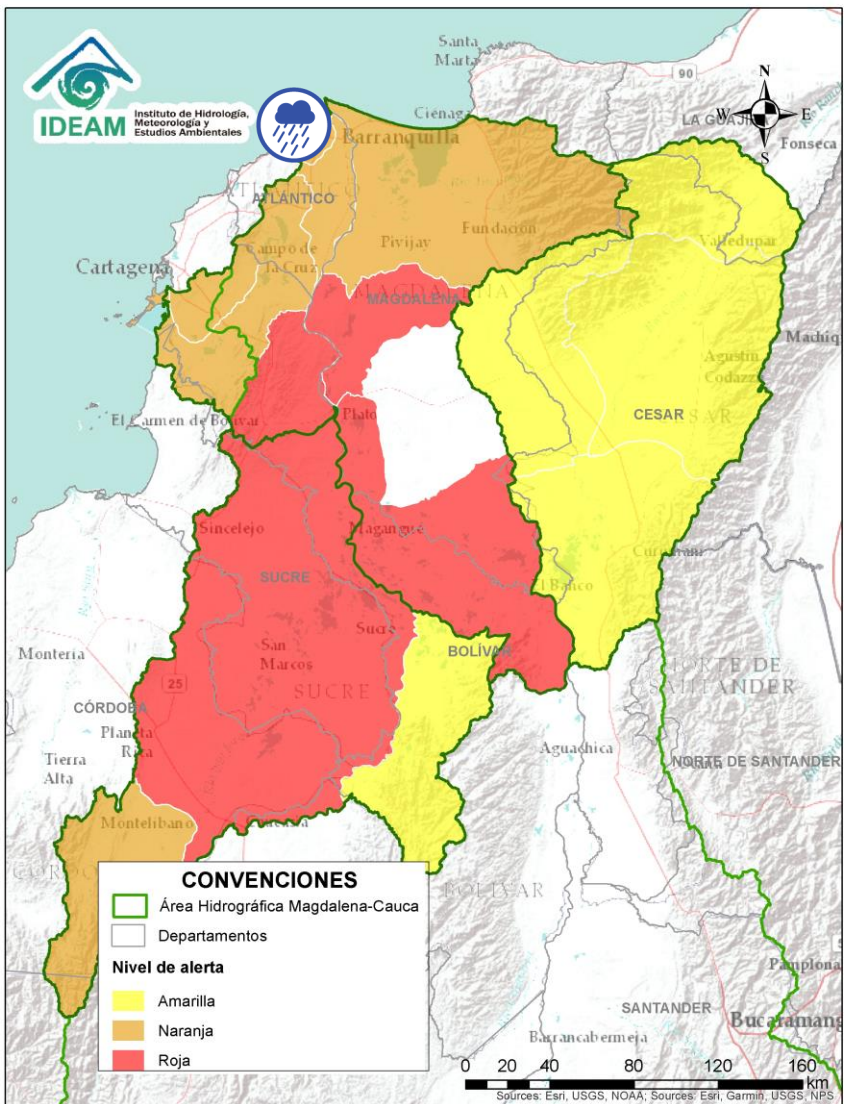 IDEAM
Instituto de Hidrología,
Meteorología y
Estudios Ambientales
Santa
Marta
90
N
W
E
S
LA GUAJI
Ciénaga
Barranquilla
Fonseca
ATLÁNTICO
Fundación
Pivijay
Valledupar
Campo de
la Cruz
Cartagena
MAGDALENA
Machiq
Agustín
Codazzi
El Carmen de Bolívar
Plato
CESAR
Sincelejo
Magangué
SUCRE
El Banco
Sucre
BOLÍVAR
San
Marcos
SUCRE
Montería
25
NORTE DE
SANTANDER
CÓRDOBA
Planeta
Rica
Aguachica
Tierra
Alta
NORTE DE SANTANDER
Montelíbano
BOLÍVAR
CONVENCIONES
Área Hidrográfica Magdalena-Cauca
Departamentos
Nivel de alerta
Amarilla
Naranja
Roja
Pamplona
SANTANDER
Bucaramang
Barrancabermeja
0 20 40 80 120 160
km
Sources: Esri, USGS, NOAA; Sources: Esri, Garmin, USGS, NPS